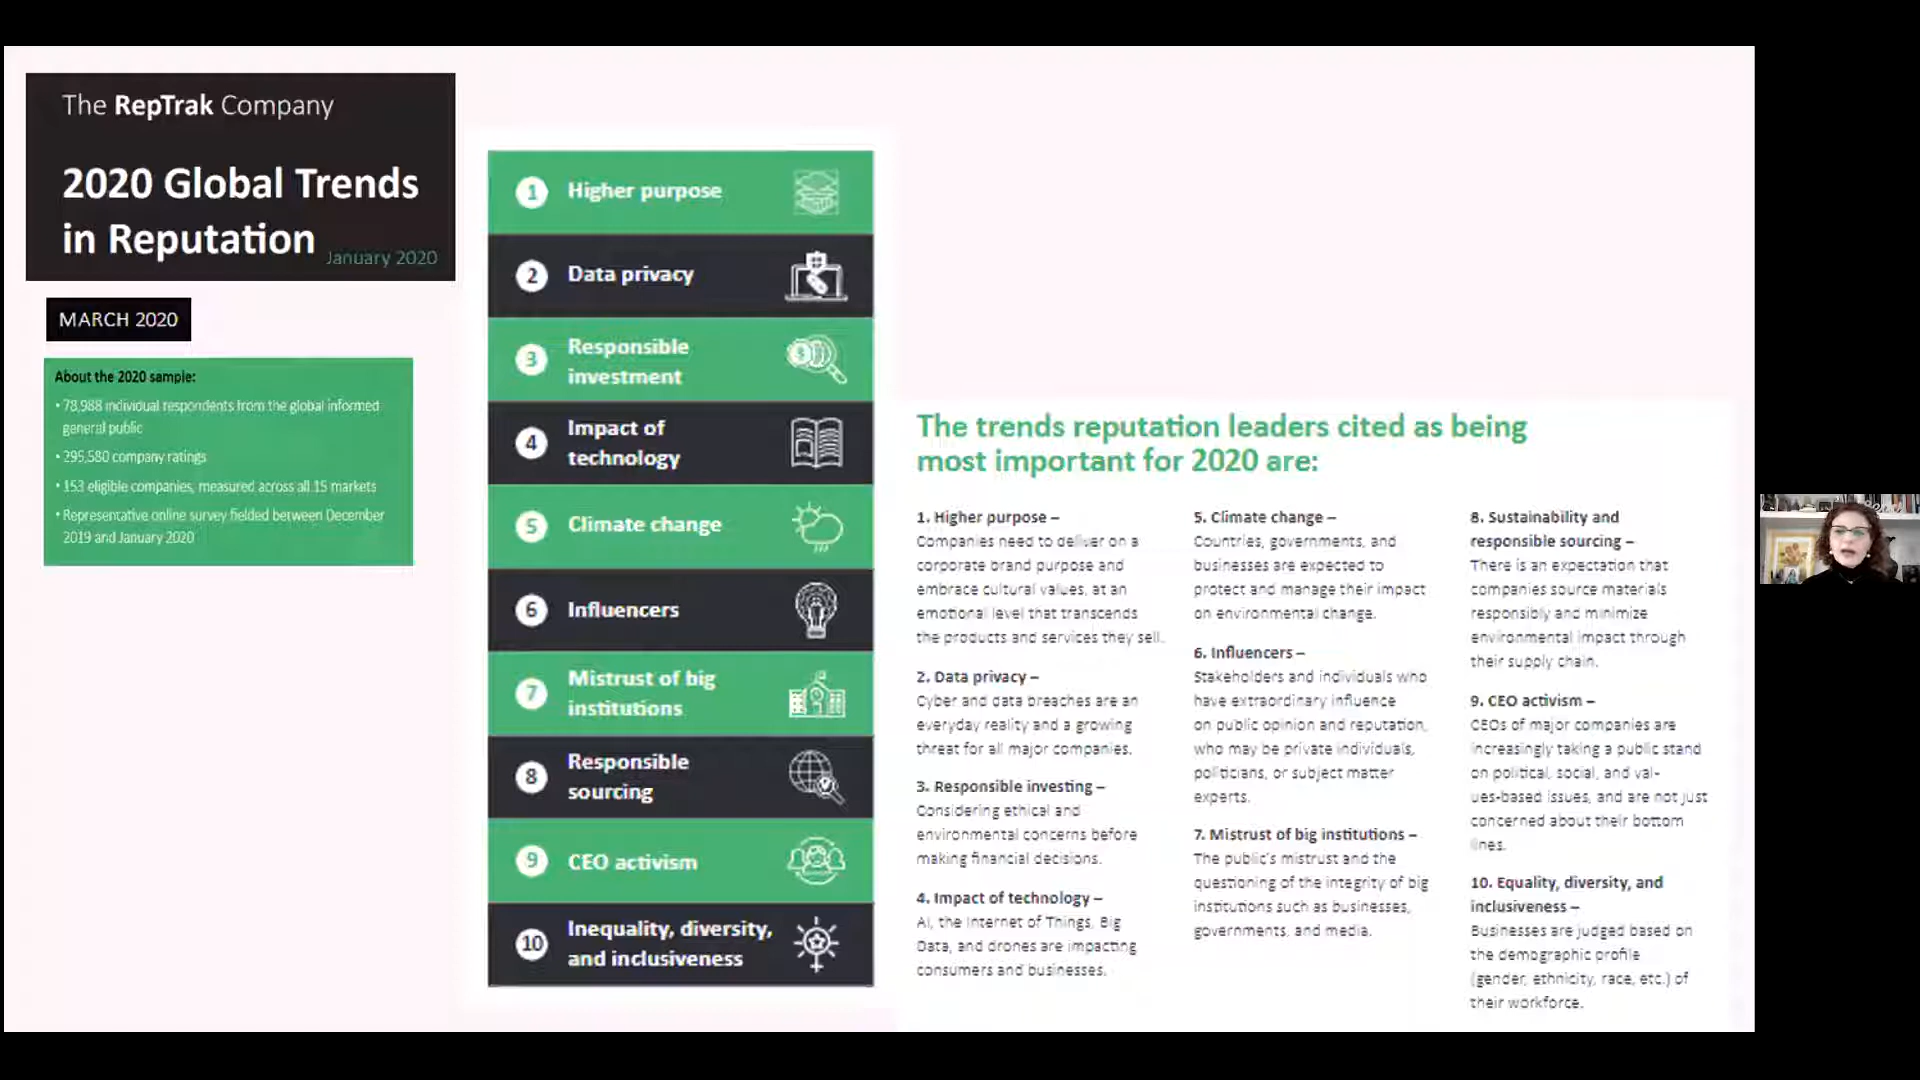 The RepTrak Company
2020 Global Trends
in Reputation
January 2020
MARCH 2020
About the 2020 sample:
• 78,988 individual respondents from the global informed
general public
• 295,580 company ratings
• 153 eligible companies, measured across all 15 markets
• Representative online survey fielded between December
2019 and January 2020
1 Higher purpose
2 Data privacy
3 Responsible
investment
4 Impact of
technology
5 Climate change
6 Influencers
7 Mistrust of big
institutions
8 Responsible
sourcing
9 CEO activism
10 Inequality, diversity,
and inclusiveness
The trends reputation leaders cited as being
most important for 2020 are:
1. Higher purpose –
Companies need to deliver on a
corporate brand purpose and
embrace cultural values, at an
emotional level that transcends
the products and services they sell.
2. Data privacy –
Cyber and data breaches are an
everyday reality and a growing
threat for all major companies.
3. Responsible investing –
Considering ethical and
environmental concerns before
making financial decisions.
4. Impact of technology –
AI, the Internet of Things, Big
Data, and drones are impacting
consumers and businesses.
5. Climate change –
Countries, governments, and
businesses are expected to
protect and manage their impact
on environmental change.
6. Influencers –
Stakeholders and individuals who
have extraordinary influence
on public opinion and reputation,
who may be private individuals,
politicians, or subject matter
experts.
7. Mistrust of big institutions –
The public's mistrust and the
questioning of the integrity of big
institutions such as businesses,
governments, and media.
8. Sustainability and
responsible sourcing –
There is an expectation that
companies source materials
responsibly and minimize
environmental impact through
their supply chain.
9. CEO activism –
CEOs of major companies are
increasingly taking a public stand
on political, social, and val-
ues-based issues, and are not just
concerned about their bottom
lines.
10. Equality, diversity, and
inclusiveness –
Businesses are judged based on
the demographic profile
(gender, ethnicity, race, etc.) of
their workforce.